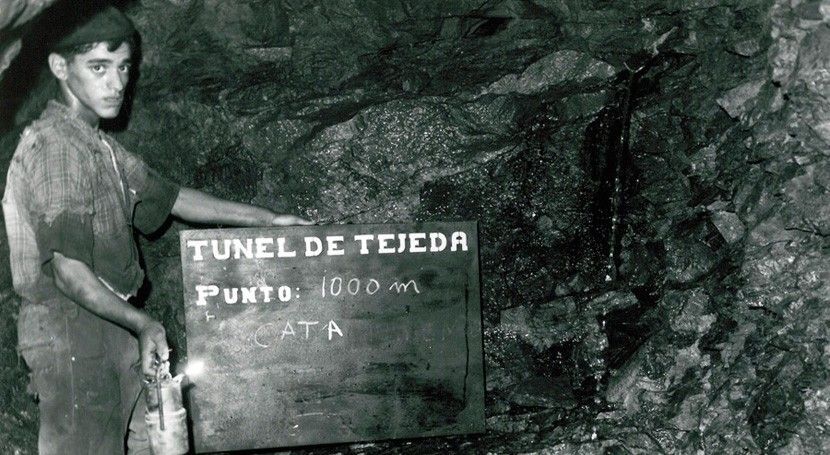 TUNEL DE TEJEDA
PUNTO: 1000 m
CATA